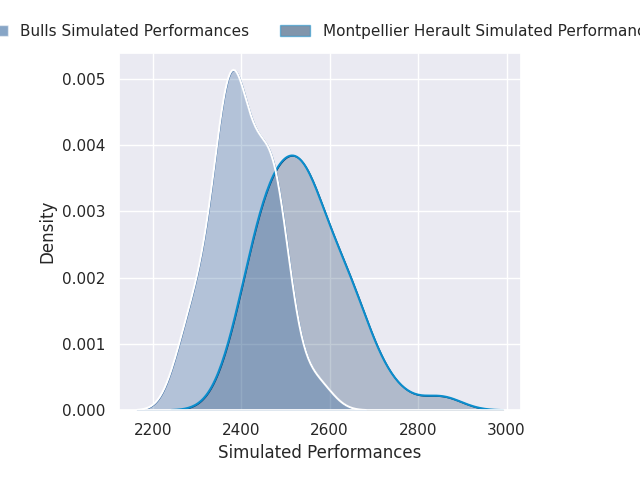 Bulls Simulated Performances
Montpellier Herault Simulated Performanc
0.005
0.004
0.003
0.002
0.001
0.000
Density
2200 2400 2600 2800 3000
Simulated Performances